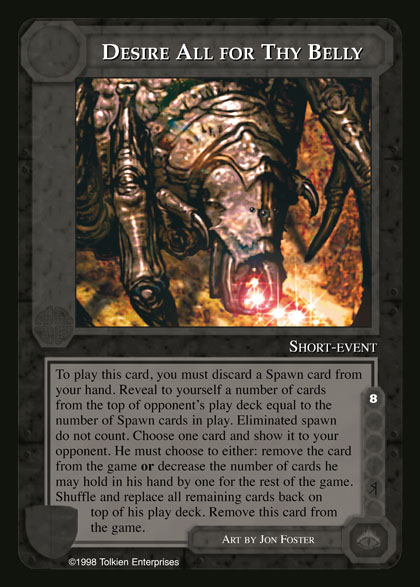 Desire All for Thy Belly
Short-event
To play this card, you must discard a Spawn card from
your hand. Reveal to yourself a number of cards
from the top of opponent's play deck equal to the
number of Spawn cards in play. Eliminated spawn
do not count. Choose one card and show it to your
opponent. He must choose to either: remove the card
from the game or decrease the number of cards he
may hold in his hand by one for the rest of the game.
Shuffle and replace all remaining cards back on
top of his play deck. Remove this card from
the game.
8
Art by Jon Foster
©1998 Tolkien Enterprises